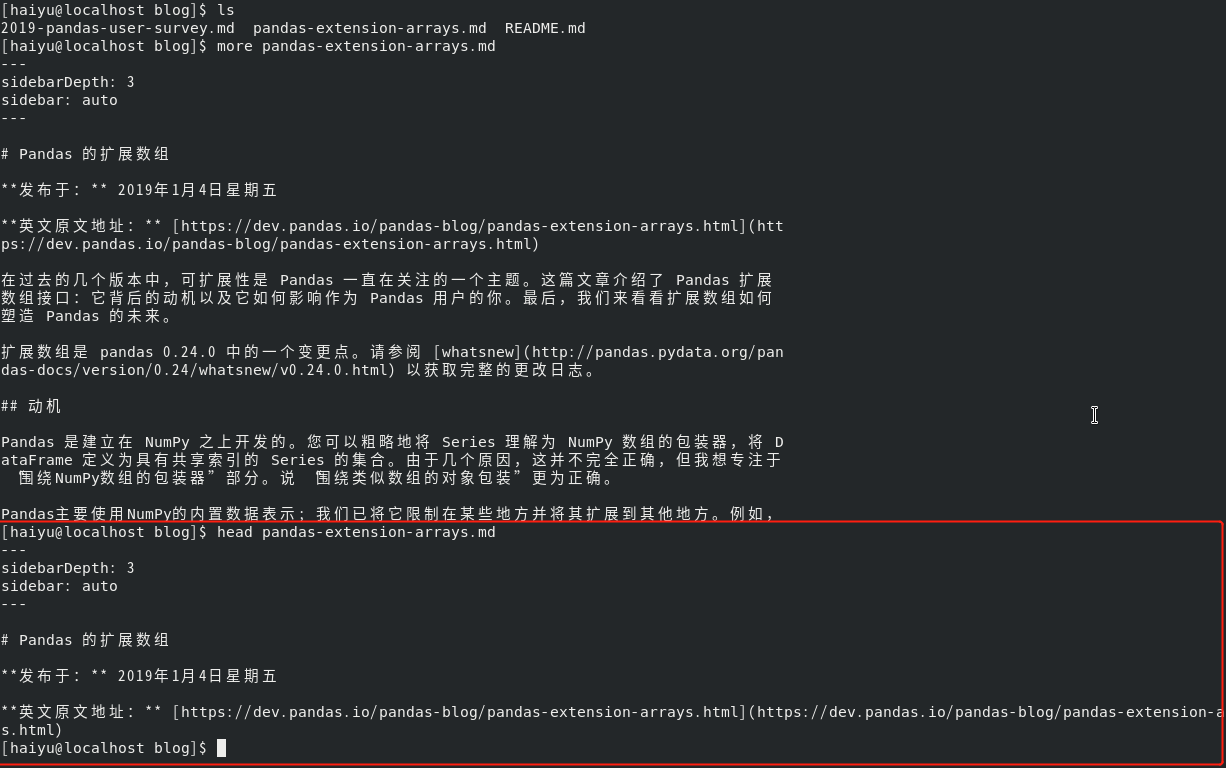 [haiyu@localhost blog]$ ls
2019-pandas-user-survey.md  pandas-extension-arrays.md  README.md
[haiyu@localhost blog]$ more pandas-extension-arrays.md
---
sidebarDepth: 3
sidebar: auto
---
# Pandas 的扩展数组
**发布于：** 2019年1月4日星期五
**英文原文地址：** [https://dev.pandas.io/pandas-blog/pandas-extension-arrays.html](htt
ps://dev.pandas.io/pandas-blog/pandas-extension-arrays.html)
在过去的几个版本中，可扩展性是 Pandas 一直在关注的一个主题。这篇文章介绍了 Pandas 扩展
数组接口：它背后的动机以及它如何影响作为 Pandas 用户的你。最后，我们来看看扩展数组如何
塑造 Pandas 的未来。
扩展数组是 pandas 0.24.0 中的一个变更点。请参阅 [whatsnew](http://pandas.pydata.org/pan
das-docs/version/0.24/whatsnew/v0.24.0.html) 以获取完整的更改日志。
## 动机
Pandas 是建立在 NumPy 之上开发的。您可以粗略地将 Series 理解为 NumPy 数组的包装器，将 D
ataFrame 定义为具有共享索引的 Series 的集合。由于几个原因，这并不完全正确，但我想专注于
“围绕NumPy数组的包装器”部分。说 “围绕类似数组的对象包装”更为正确。
Pandas主要使用NumPy的内置数据表示；我们已将它限制在某些地方并将其扩展到其他地方。例如，
[haiyu@localhost blog]$ head pandas-extension-arrays.md
---
sidebarDepth: 3
sidebar: auto
---
# Pandas 的扩展数组
**发布于：** 2019年1月4日星期五
**英文原文地址：** [https://dev.pandas.io/pandas-blog/pandas-extension-arrays.html](https://dev.pandas.io/pandas-blog/pandas-extension-a
s.html)
[haiyu@localhost blog]$